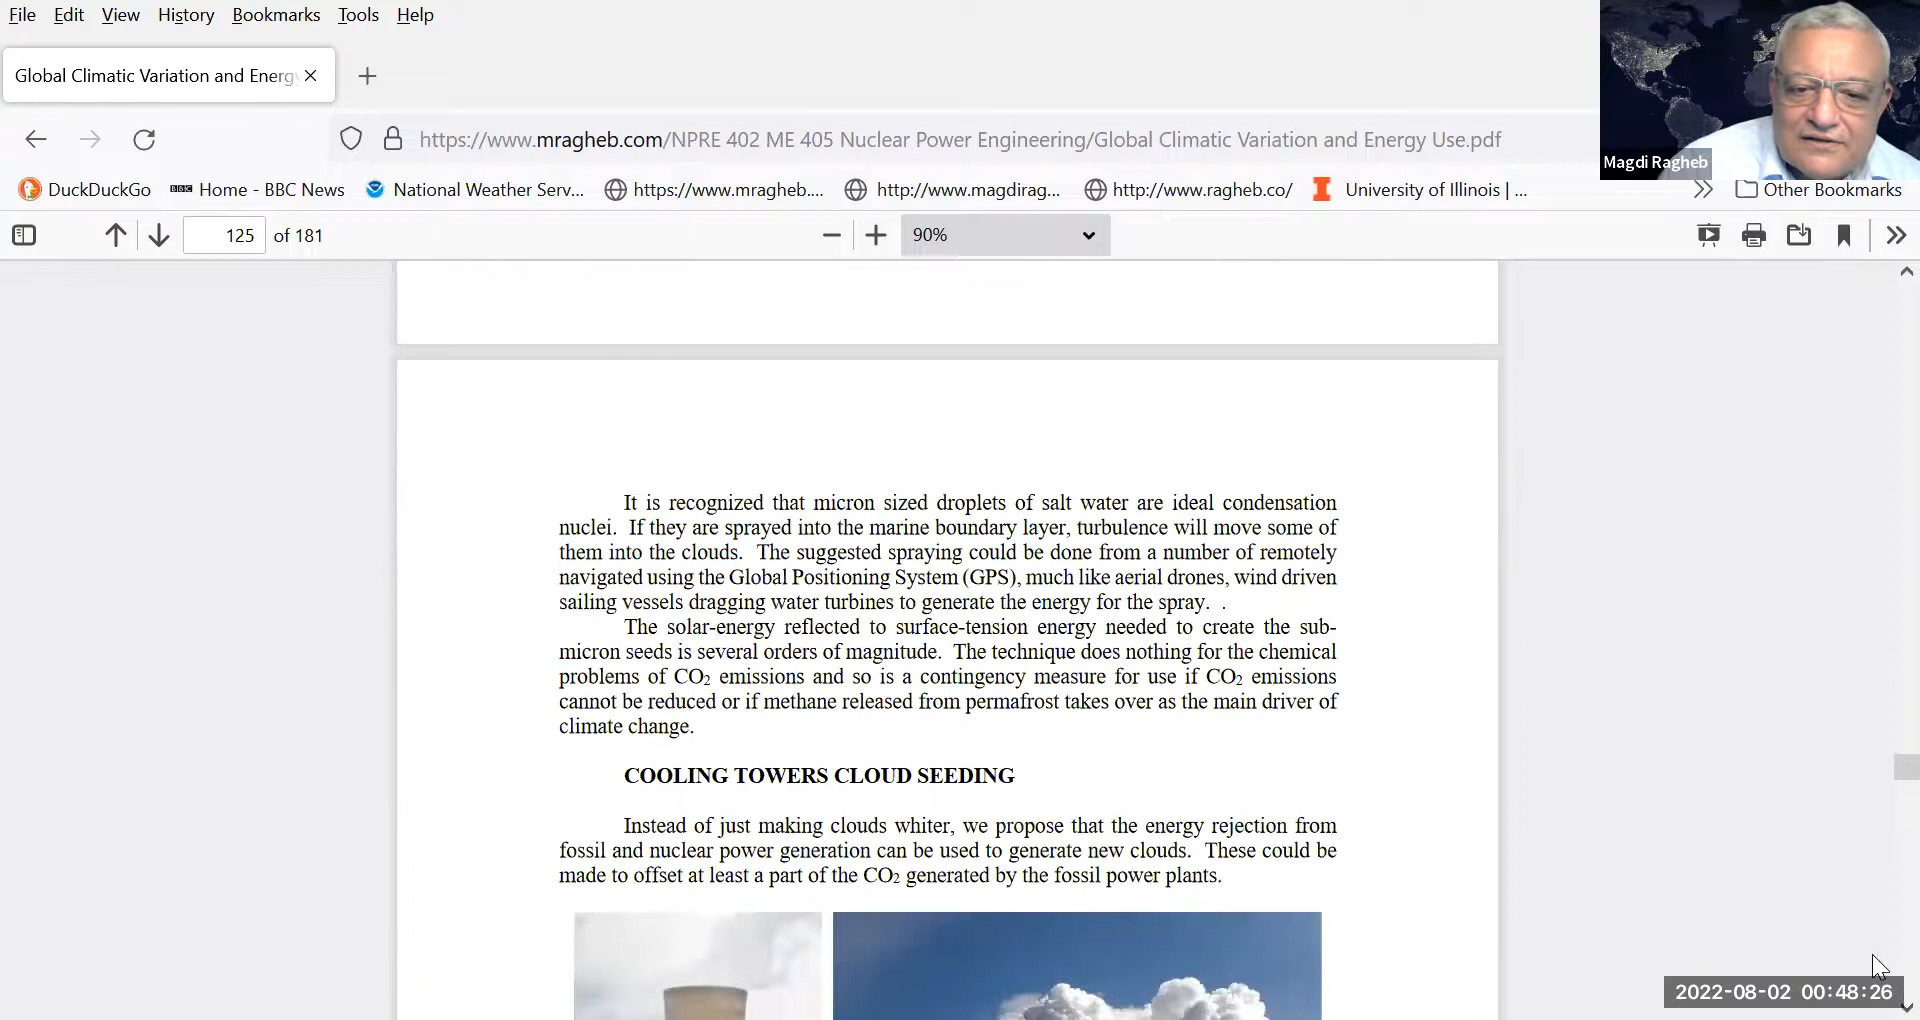 File Edit View History Bookmarks Tools Help
Global Climatic Variation and Energ
https://www.mragheb.com/NPRE 402 ME 405 Nuclear Power Engineering/Global Climatic Variation and Energy Use.pdf
Magdi Ragheb
DuckDuckGo BBC Home - BBC News National Weather Serv... https://www.mragheb.... http://www.magdirag... http://www.ragheb.co/ I University of Illinois | ... Other Bookmarks
125 of 181 90%
It is recognized that micron sized droplets of salt water are ideal condensation
nuclei. If they are sprayed into the marine boundary layer, turbulence will move some of
them into the clouds. The suggested spraying could be done from a number of remotely
navigated using the Global Positioning System (GPS), much like aerial drones, wind driven
sailing vessels dragging water turbines to generate the energy for the spray. .
The solar-energy reflected to surface-tension energy needed to create the sub-
micron seeds is several orders of magnitude. The technique does nothing for the chemical
problems of CO₂ emissions and so is a contingency measure for use if CO₂ emissions
cannot be reduced or if methane released from permafrost takes over as the main driver of
climate change.
COOLING TOWERS CLOUD SEEDING
Instead of just making clouds whiter, we propose that the energy rejection from
fossil and nuclear power generation can be used to generate new clouds. These could be
made to offset at least a part of the CO₂ generated by the fossil power plants.
2022-08-02 00:48:26